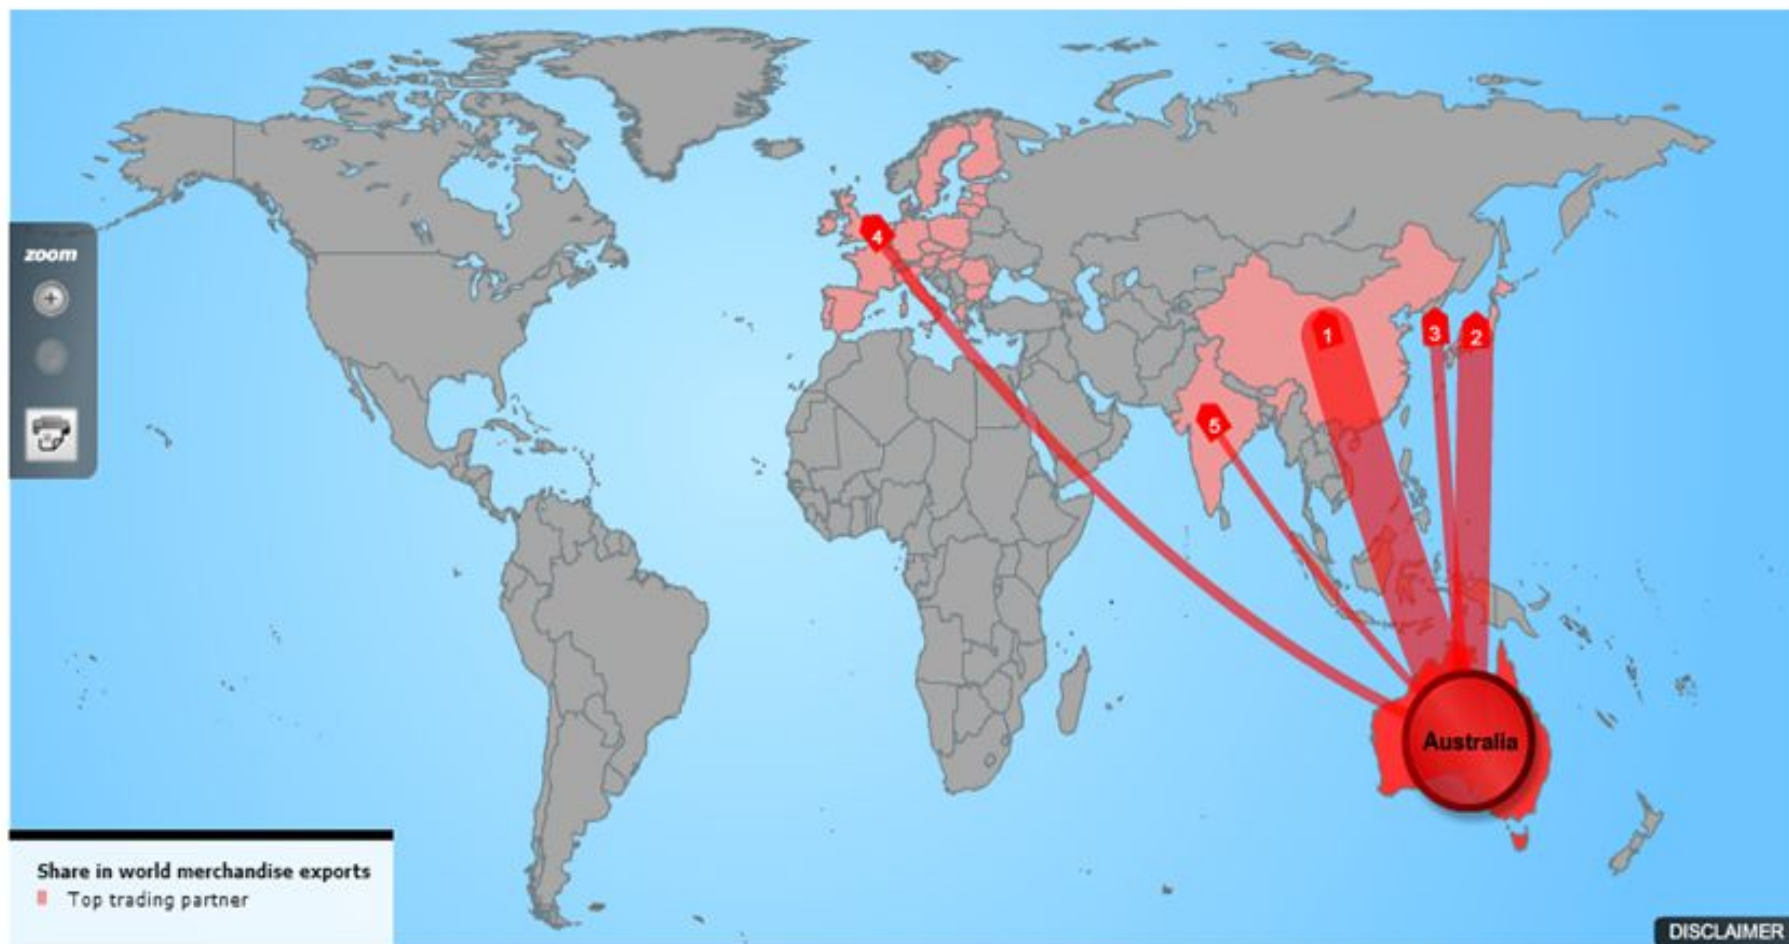 zoom
4
1
3
2
5
Australia
Share in world merchandise exports
Top trading partner
DISCLAIMER